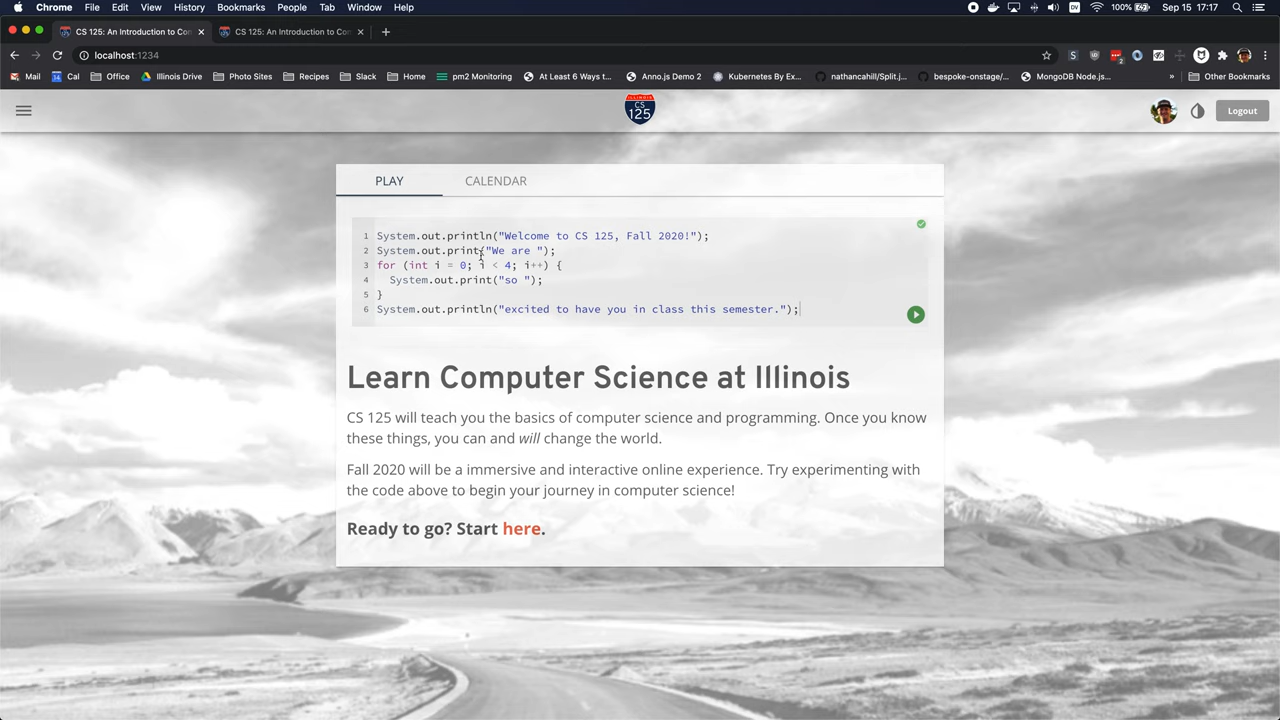 Chrome File Edit View History Bookmarks People Tab Window Help 100% Sep 15 17:17
CS 125: An Introduction to Con CS 125: An Introduction to Con
localhost:1234
Mail Cal Office Illinois Drive Photo Sites Recipes Slack Home pm2 Monitoring At Least 6 Ways t... Anno.js Demo 2 Kubernetes By Ex... nathancahill/Split.j... bespoke-onstage/... MongoDB Node.js... » Other Bookmarks
ILLINOIS
CS
125
Logout
PLAY CALENDAR
1 System.out.println("Welcome to CS 125, Fall 2020!");
2 System.out.print("We are ");
3 for (int i = 0; i < 4; i++) {
4 System.out.print("so ");
5 }
6 System.out.println("excited to have you in class this semester.");
Learn Computer Science at Illinois
CS 125 will teach you the basics of computer science and programming. Once you know
these things, you can and will change the world.
Fall 2020 will be a immersive and interactive online experience. Try experimenting with
the code above to begin your journey in computer science!
Ready to go? Start here.